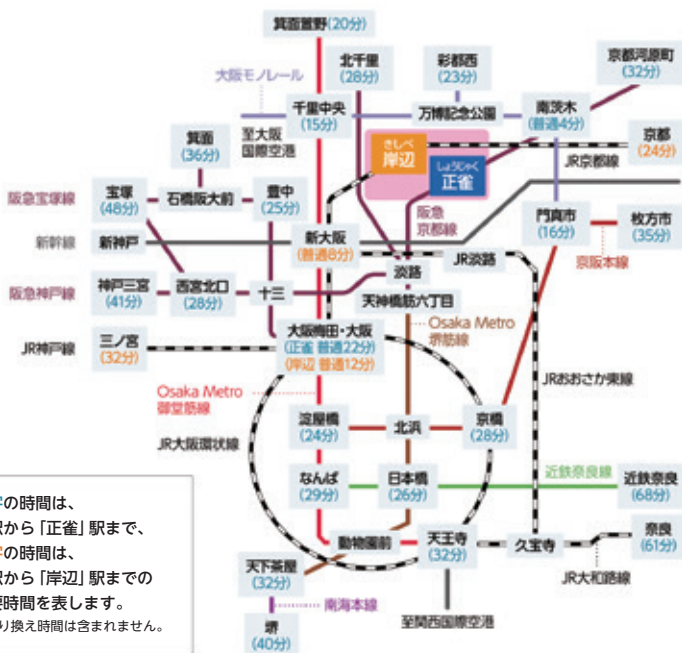 箕面萱野(20分)
北千里
(28分)
彩都西
(23分)
京都河原町
(32分)
大阪モノレール
千里中央
(15分)
万博記念公園
南茨木
(普通4分)
箕面
(36分)
至大阪
国際空港
きしべ
岸辺
しょうじゃく
正雀
京都
(24分)
JR京都線
阪急宝塚線
宝塚
(48分)
石橋阪大前
豊中
(25分)
阪急
京都線
門真市
(16分)
枚方市
(35分)
新幹線
新神戸
新大阪
(普通8分)
京阪本線
淡路
JR淡路
阪急神戸線
神戸三宮
(41分)
西宮北口
(28分)
十三
天神橋筋六丁目
JR神戸線
三ノ宮
(32分)
大阪梅田・大阪
(正雀 普通22分)
(岸辺 普通12分)
Osaka Metro
堺筋線
JRおおさか東線
Osaka Metro
御堂筋線
JR大阪環状線
淀屋橋
(24分)
北浜
京橋
(28分)
近鉄奈良線
なんば
(29分)
日本橋
(26分)
近鉄奈良
(68分)
動物園前
天王寺
(32分)
久宝寺
奈良
(61分)
天下茶屋
(32分)
JR大和路線
南海本線
至関西国際空港
堺
(40分)
字の時間は、
駅から「正雀」駅まで、
字の時間は、
駅から「岸辺」駅までの
要時間を表します。
り換え時間は含まれません。